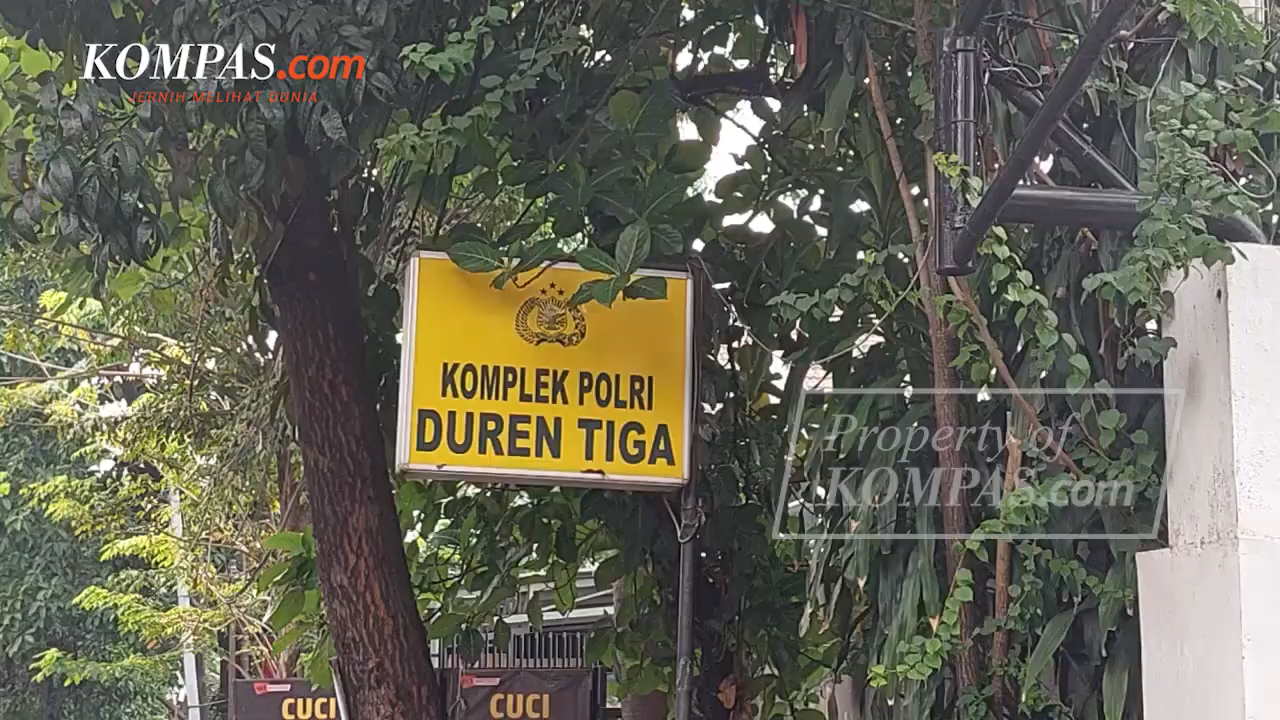 KOMPAS.com
JERNIH MELIHAT DUNIA
KOMPLEK POLRI
DUREN TIGA
Property of
KOMPAS.com
CUCI
CUCI